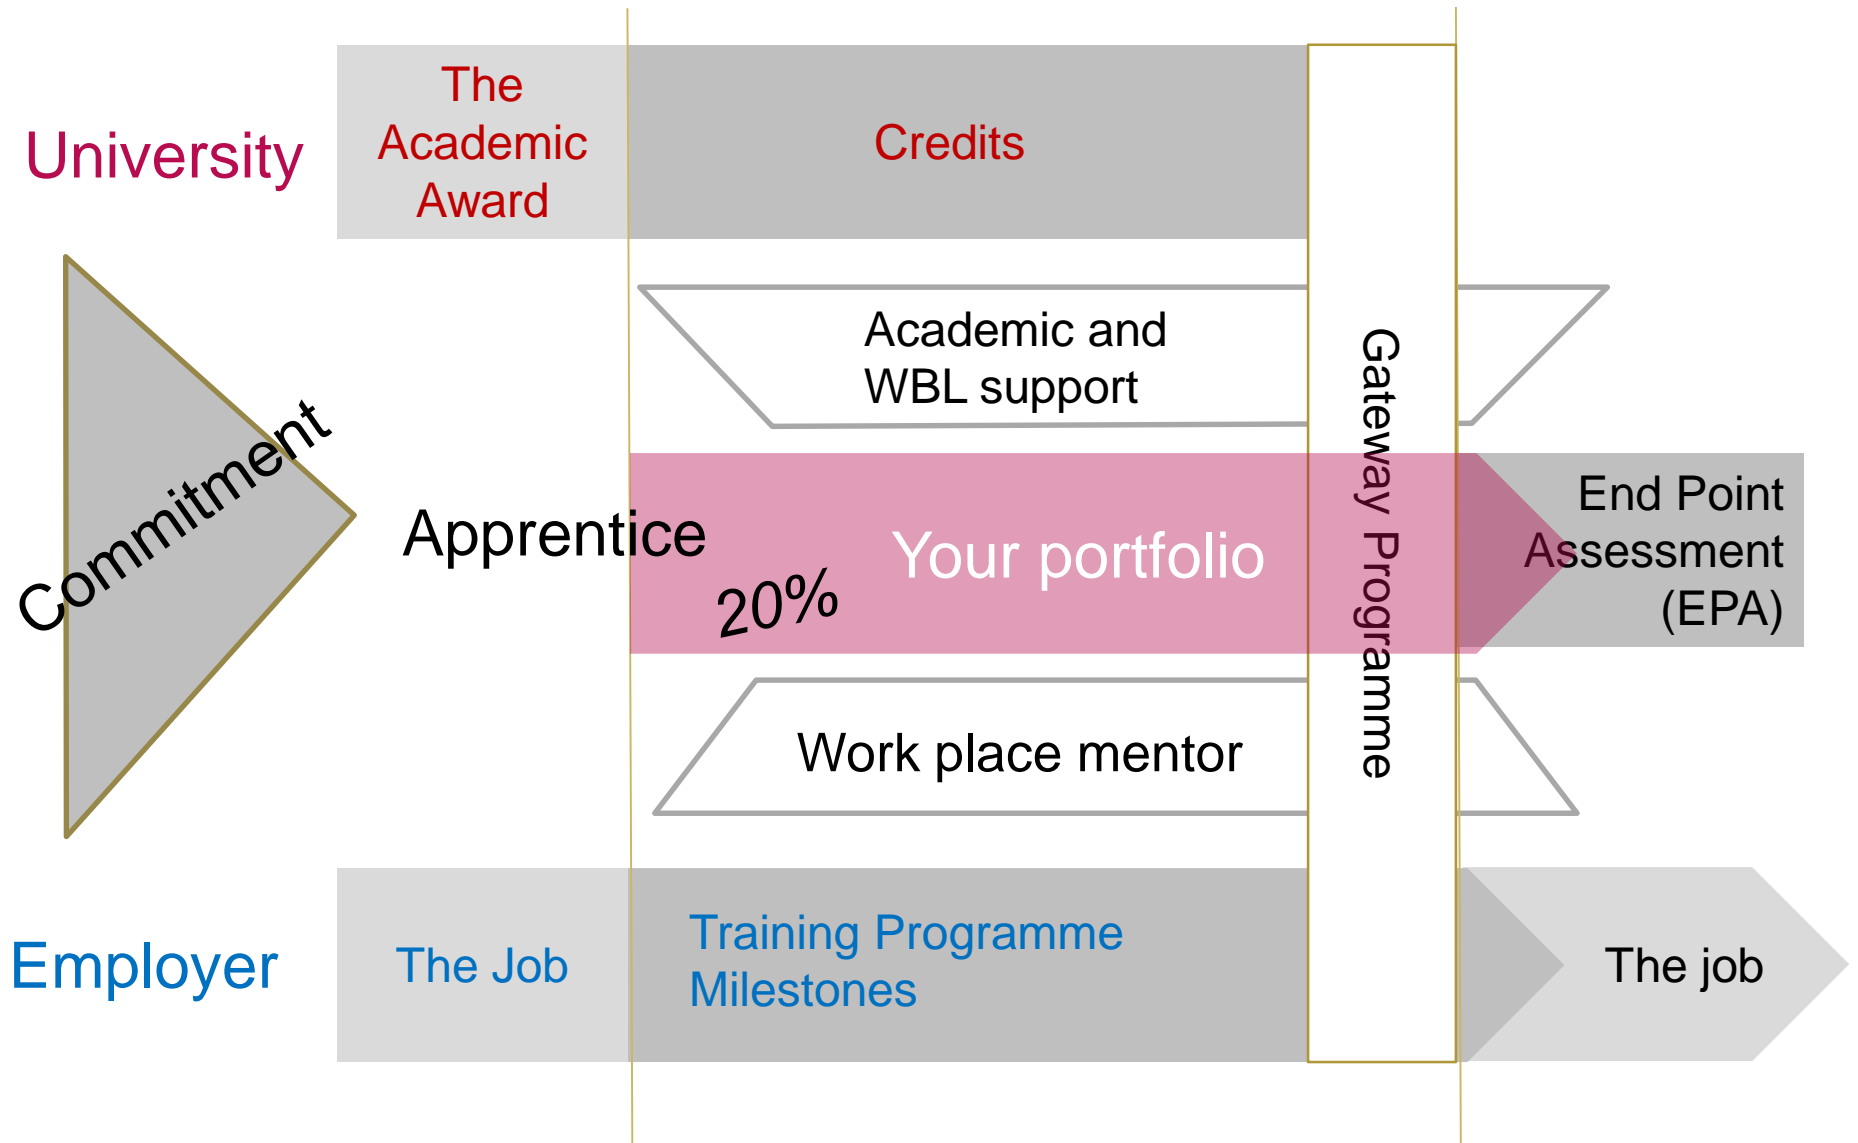 University
The
Academic
Award
Credits
Academic and
WBL support
Commitment
Apprentice
20%
Your portfolio
Gateway Programme
End Point
Assessment
(EPA)
Work place mentor
Employer
The Job
Training Programme
Milestones
The job